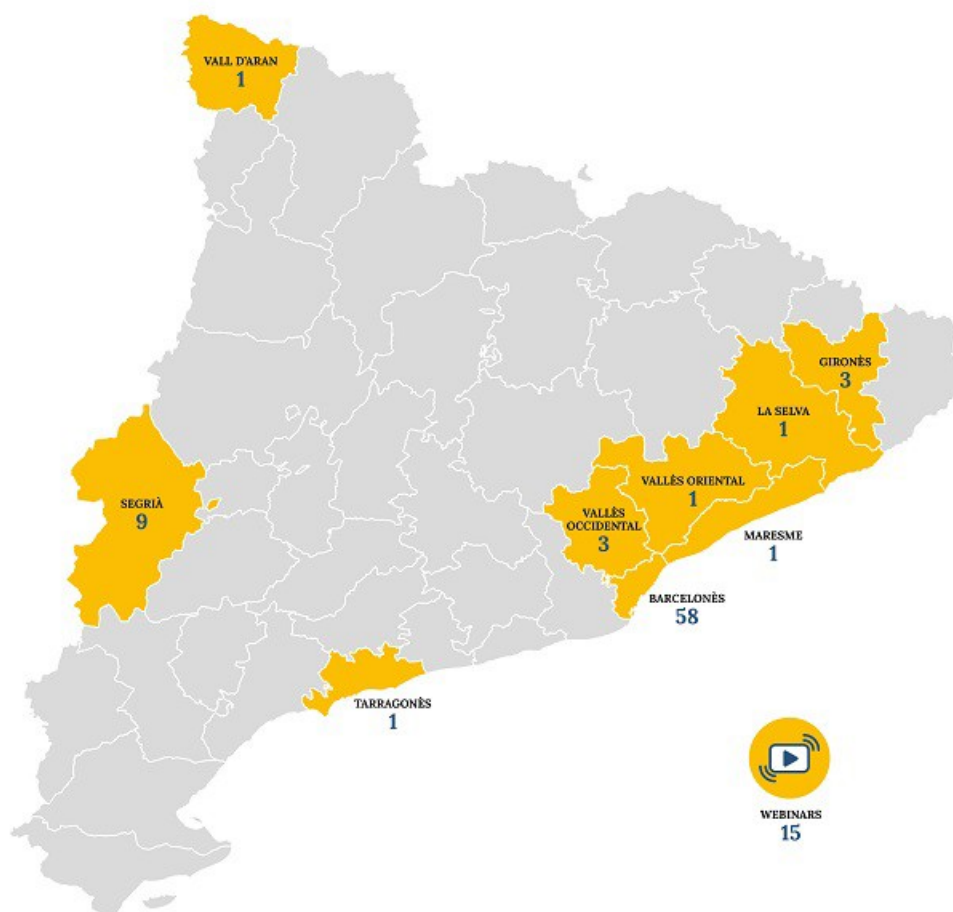 VALL D'ARAN
1
GIRONÈS
3
LA SELVA
1
VALLÈS ORIENTAL
1
VALLÈS
OCCIDENTAL
3
SEGRIÀ
9
MARESME
1
BARCELONÈS
58
TARRAGONÈS
1
WEBINARS
15